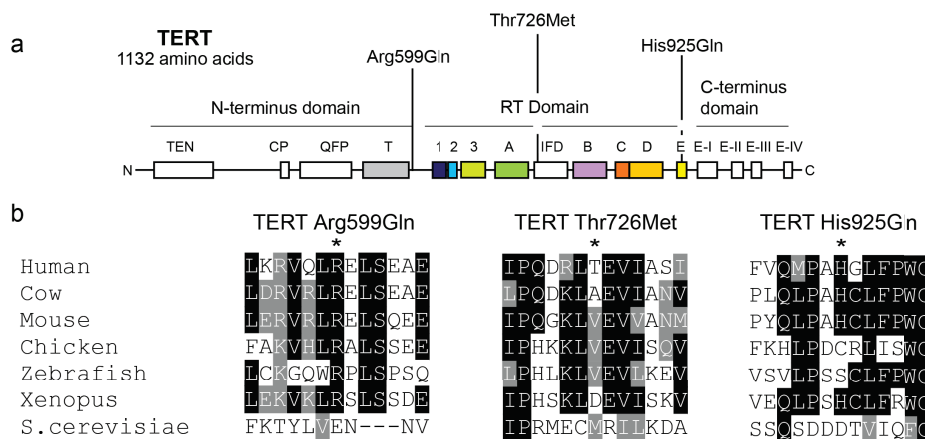 a
TERT
1132 amino acids
Arg599Gln
Thr726Met
His925Gln
N-terminus domain
RT Domain
C-terminus
domain
TEN CP QFP T 1 2 3 A IFD B C D E E-I E-II E-III E-IV
N C
b
TERT Arg599Gln TERT Thr726Met TERT His925Gln
* * *
Human LKRVQLRELSEAE IPQDRLTEVIASI FVQMPAHGLFPWC
Cow LDRVRLRELSEAE LPQDKLAEVIANV PLQLPAHCLFPWC
Mouse LERVRLRELSQEE IPQGKLVEVVANM PYQLPAHCLFPWC
Chicken FAKVHLRALSSEE IPHKKLVEVISQV FKHLPDCRLISWC
Zebrafish LCKGQWRPLSPSQ LPHLKLVEVLKEV VSVLPSSCLFPWC
Xenopus LEKVKLRSLSSDE IPHSKLDEVISKV VEQLPSHCLFRWC
S.cerevisiae FKTYLVEN---NV IPRMECMRILKDA SSQSDDDTVIQFC